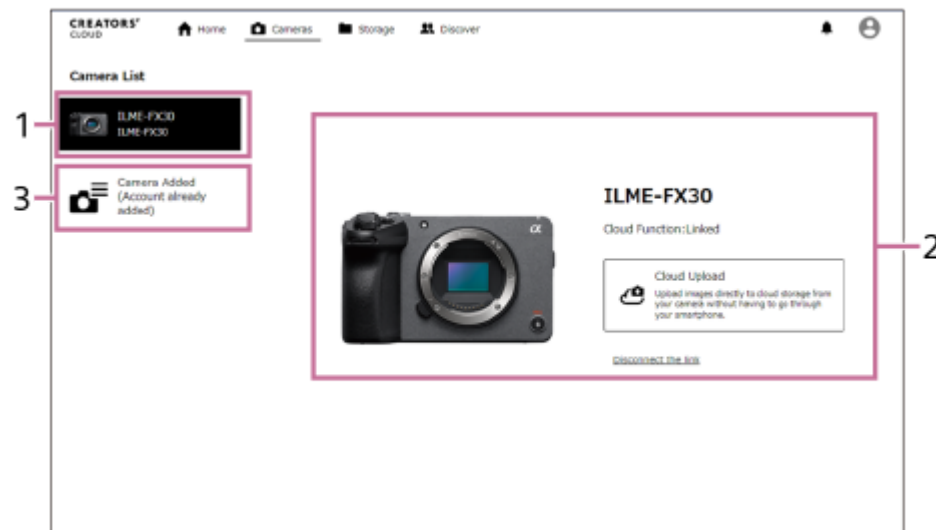 CREATORS'
CLOUD
Home
Cameras
Storage
Discover
Camera List
1
ILME-FX30
ILME-FX30
3
Camera Added
(Account already
added)
α
ILME-FX30
Cloud Function:Linked
2
Cloud Upload
Upload images directly to cloud storage from
your camera without having to go through
your smartphone.
Disconnect the link